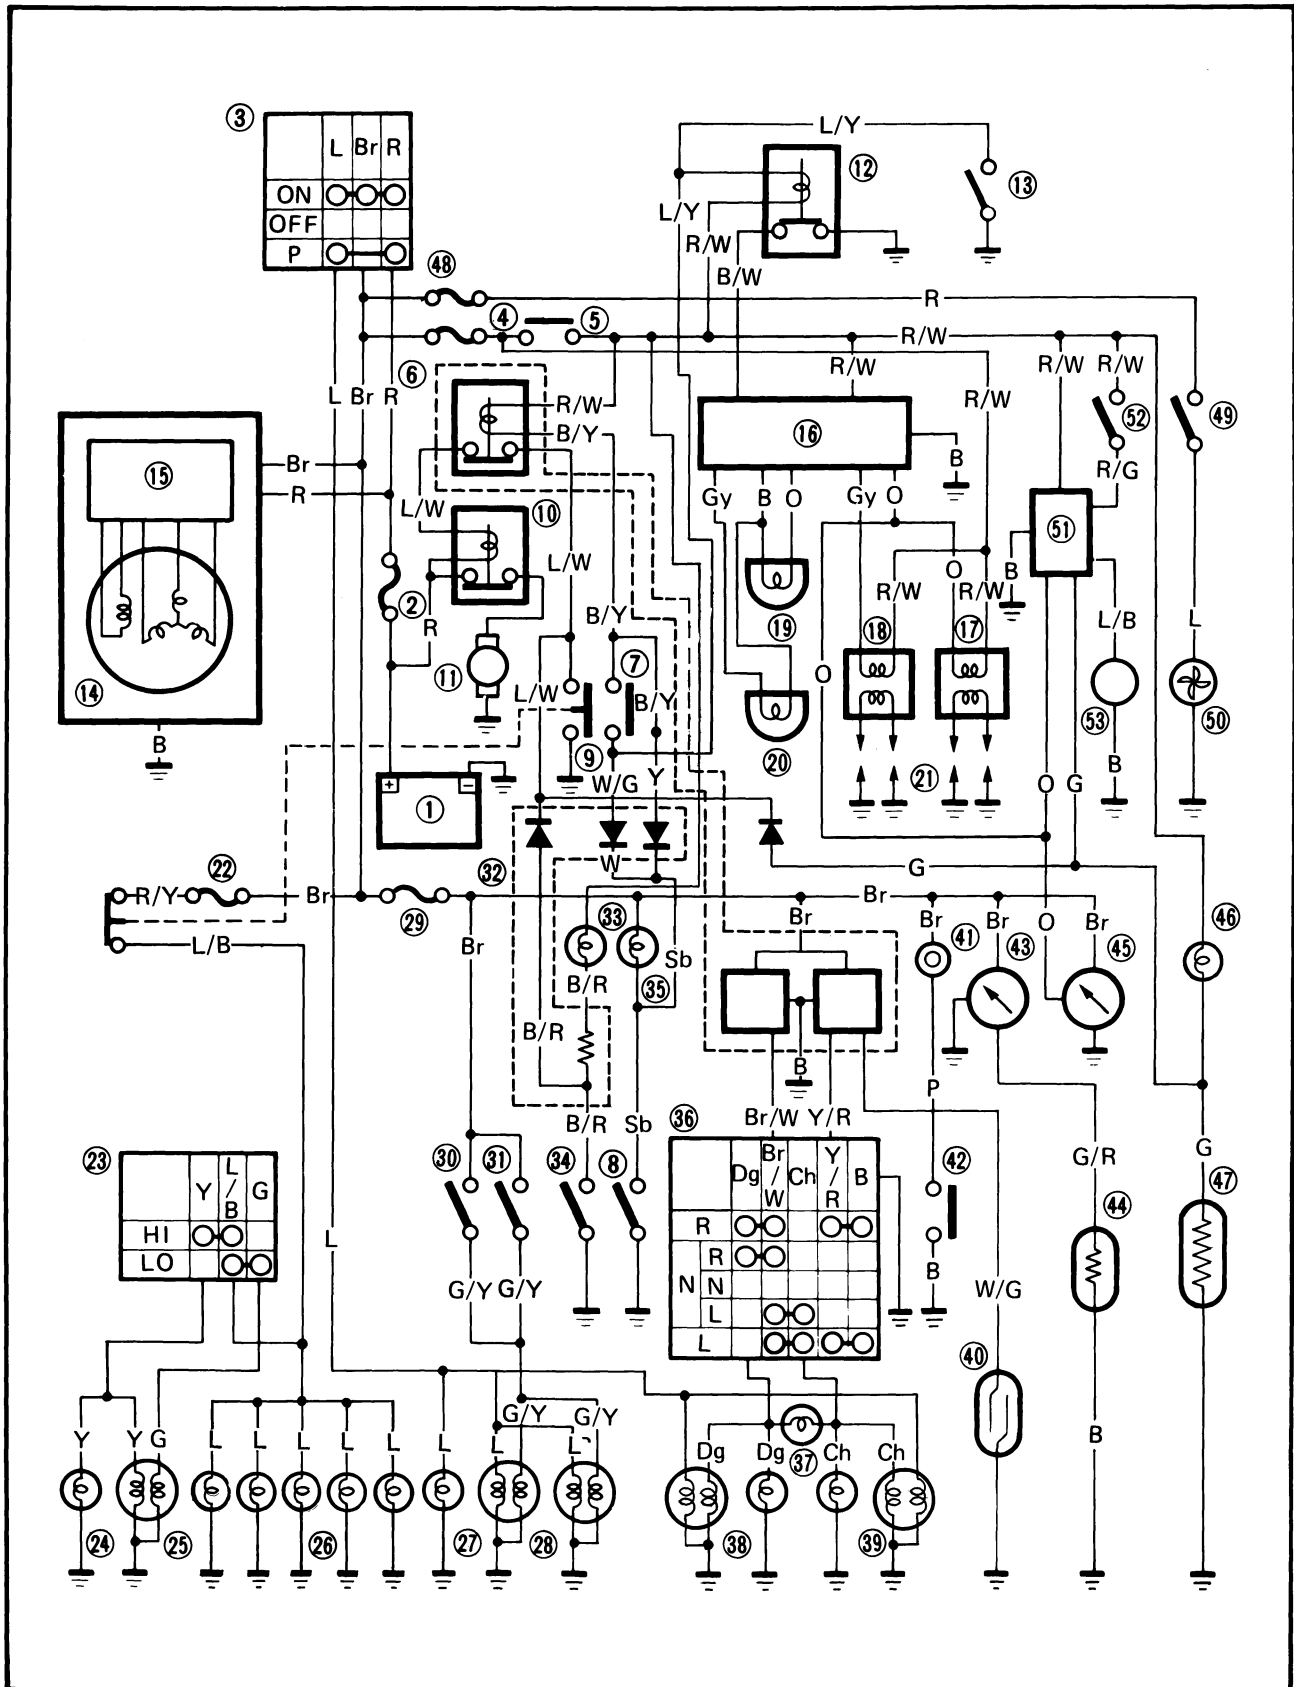 ③
L Br R
ON
OFF
P
L/Y
⑫
⑬
L/Y
R/W
B/W
㊽
④
⑤
R
R/W
R/W
R/W
R/W
R/W
⑥
L Br R
R/W
B/Y
⑯
B
52
R/G
㊾
⑮
Br
R
L/W
⑩
L/W
Gy B O Gy O
51
B
⑭
B
②
R
⑪
B/Y
⑦
L/W
B/Y
⑨
W/G
Y
⑲
⑳
R/W
O
R/W
⑱
⑰
O
㉑
L/B
L
53
㊿
B
O
G
+
−
①
W
G
㉒
R/Y
Br
㉙
㉜
L/B
Br
㉝
Sb
B/R
㉟
B/R
Br
Br
Br
㊶
Br
㊸
O
Br
㊺
㊻
B
P
B/R
Sb
Br/W
Y/R
G/R
G
㉓
Y L/B G
HI
LO
L
㉚
㉛
㉞
⑧
G/Y
G/Y
㊱
Dg Br/W Ch Y/R B
R
N
R
N
L
L
㊷
B
W/G
㊹
㊼
㊵
B
G/Y
G/Y
Y
Y G
L
L
L
L
L
L
L
L
Dg
Dg
㊲
Ch
Ch
㉔
㉕
㉖
㉗
㉘
㊳
㊴